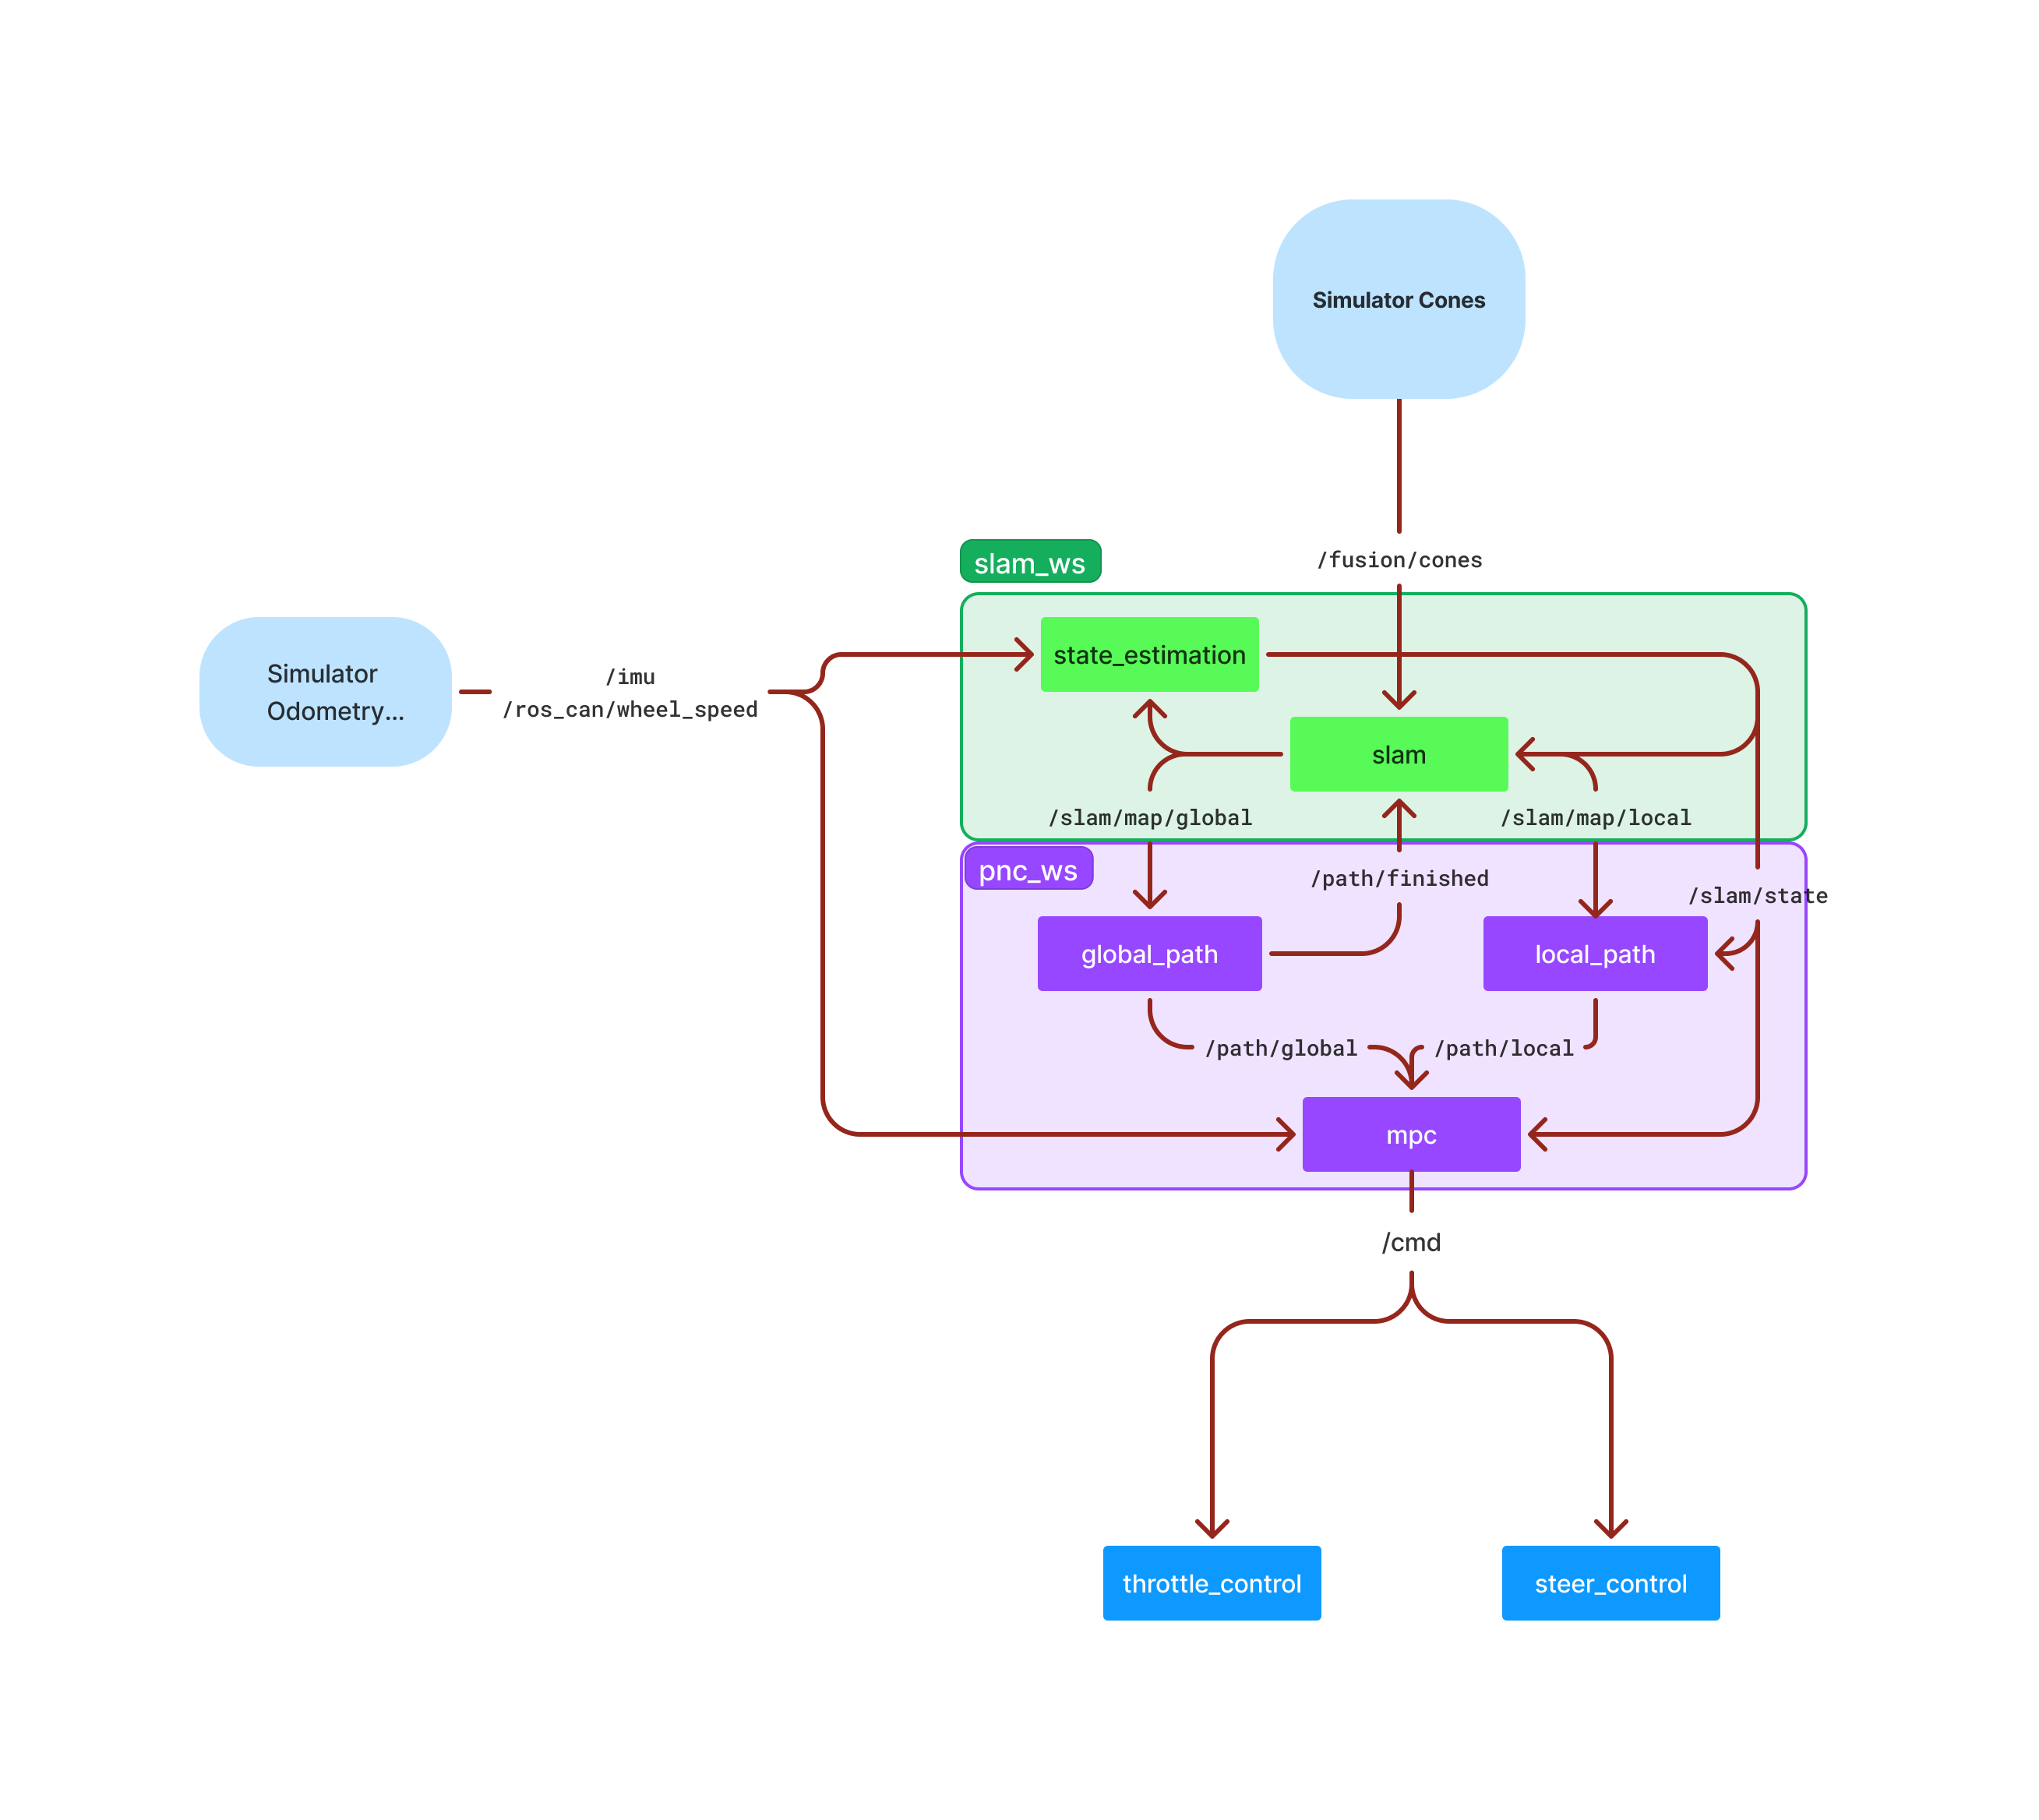 Simulator Cones
/fusion/cones
slam_ws
state_estimation
Simulator
Odometry...
/imu
/ros_can/wheel_speed
slam
/slam/map/global
/slam/map/local
pnc_ws
/path/finished
/slam/state
global_path
local_path
/path/global
/path/local
mpc
/cmd
throttle_control
steer_control